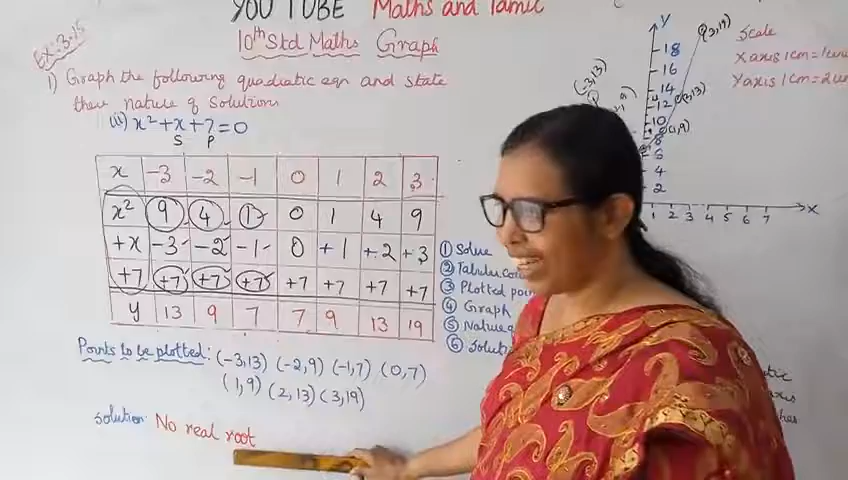 YOU TUBE Maths and Tamil
10th Std Maths Graph
Ex:-3.15
1) Graph the following quadiatic eqn and state
their nature of solutions
(ii) x² + x + 7 = 0
S P
x -3 -2 -1 0 1 2 3
x² 9 4 1 0 1 4 9
+x -3 -2 -1 0 +1 +2 +3
+7 +7 +7 +7 +7 +7 +7 +7
y 13 9 7 7 9 13 19
Points to be plotted: (-3,13) (-2,9) (-1,7) (0,7)
(1,9) (2,13) (3,19)
Solution: No real root
① Solve
② Tabular
③ Plotted
④ Graph
⑤ Nature
⑥
Y
(3,19)
18
16
14
12
10
6
4
2
(-3,13)
(2,13)
(1,9)
1 2 3 4 5 6 7 X
Scale
X axis 1cm = 1
Y axis 1cm = 2